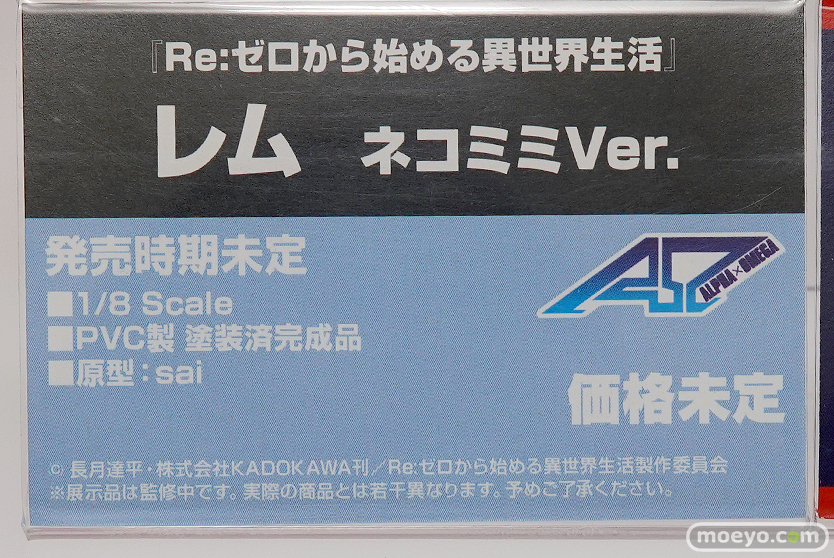 『Re:ゼロから始める異世界生活』
レム ネコミミVer.
発売時期未定
■1/8 Scale
■PVC製 塗装済完成品
■原型：sai
AΩ
ALPHA×OMEGA
価格未定
© 長月達平・株式会社KADOKAWA刊／Re:ゼロから始める異世界生活製作委員会
※展示品は監修中です。実際の商品とは若干異なります。予めご了承ください。
moeyo.com